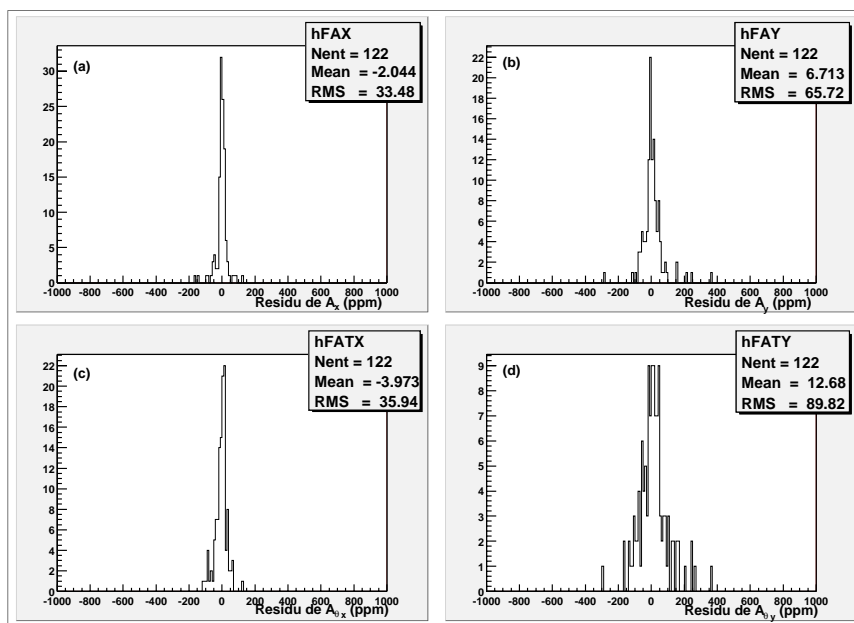 hFAX
Nent = 122
Mean = -2.044
RMS = 33.48
(a)
30
25
20
15
10
5
0
-1000 -800 -600 -400 -200 0 200 400 600 800 1000
Residu de Ax (ppm)
hFAY
Nent = 122
Mean = 6.713
RMS = 65.72
(b)
22
20
18
16
14
12
10
8
6
4
2
0
-1000 -800 -600 -400 -200 0 200 400 600 800 1000
Residu de Ay (ppm)
hFATX
Nent = 122
Mean = -3.973
RMS = 35.94
(c)
22
20
18
16
14
12
10
8
6
4
2
0
-1000 -800 -600 -400 -200 0 200 400 600 800 1000
Residu de Aθx (ppm)
hFATY
Nent = 122
Mean = 12.68
RMS = 89.82
(d)
9
8
7
6
5
4
3
2
1
0
-1000 -800 -600 -400 -200 0 200 400 600 800 1000
Residu de Aθy (ppm)